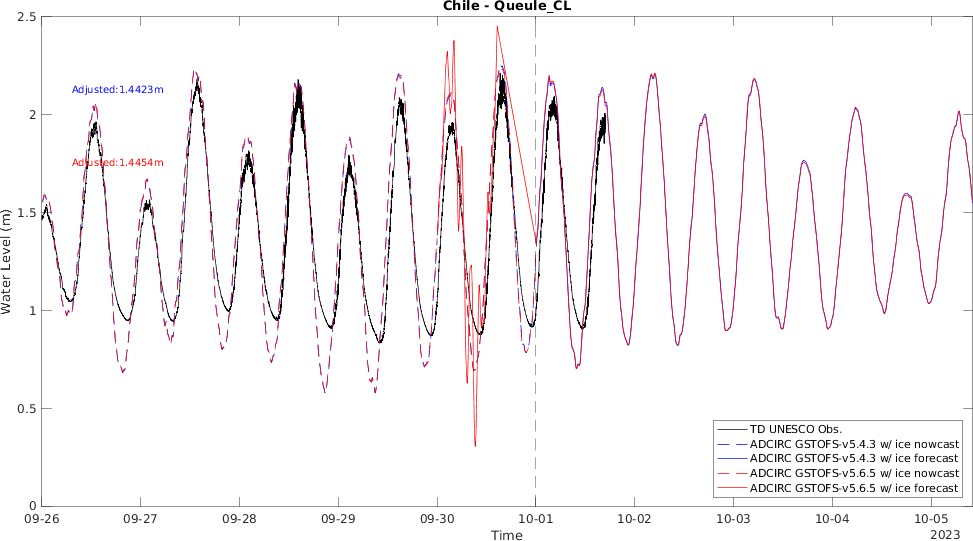 Chile - Queule_CL
2.5
2
1.5
1
0.5
0
Water Level (m)
Adjusted:1.4423m
Adjusted:1.4454m
TD UNESCO Obs.
ADCIRC GSTOFS-v5.4.3 w/ ice nowcast
ADCIRC GSTOFS-v5.4.3 w/ ice forecast
ADCIRC GSTOFS-v5.6.5 w/ ice nowcast
ADCIRC GSTOFS-v5.6.5 w/ ice forecast
09-26 09-27 09-28 09-29 09-30 10-01 10-02 10-03 10-04 10-05
Time
2023